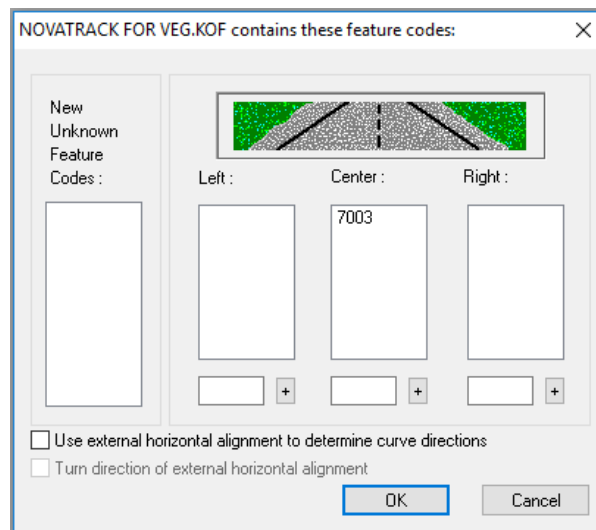 NOVATRACK FOR VEG.KOF contains these feature codes:
New
Unknown
Feature
Codes :
Left :
Center :
Right :
7003
+
+
+
Use external horizontal alignment to determine curve directions
Turn direction of external horizontal alignment
OK
Cancel